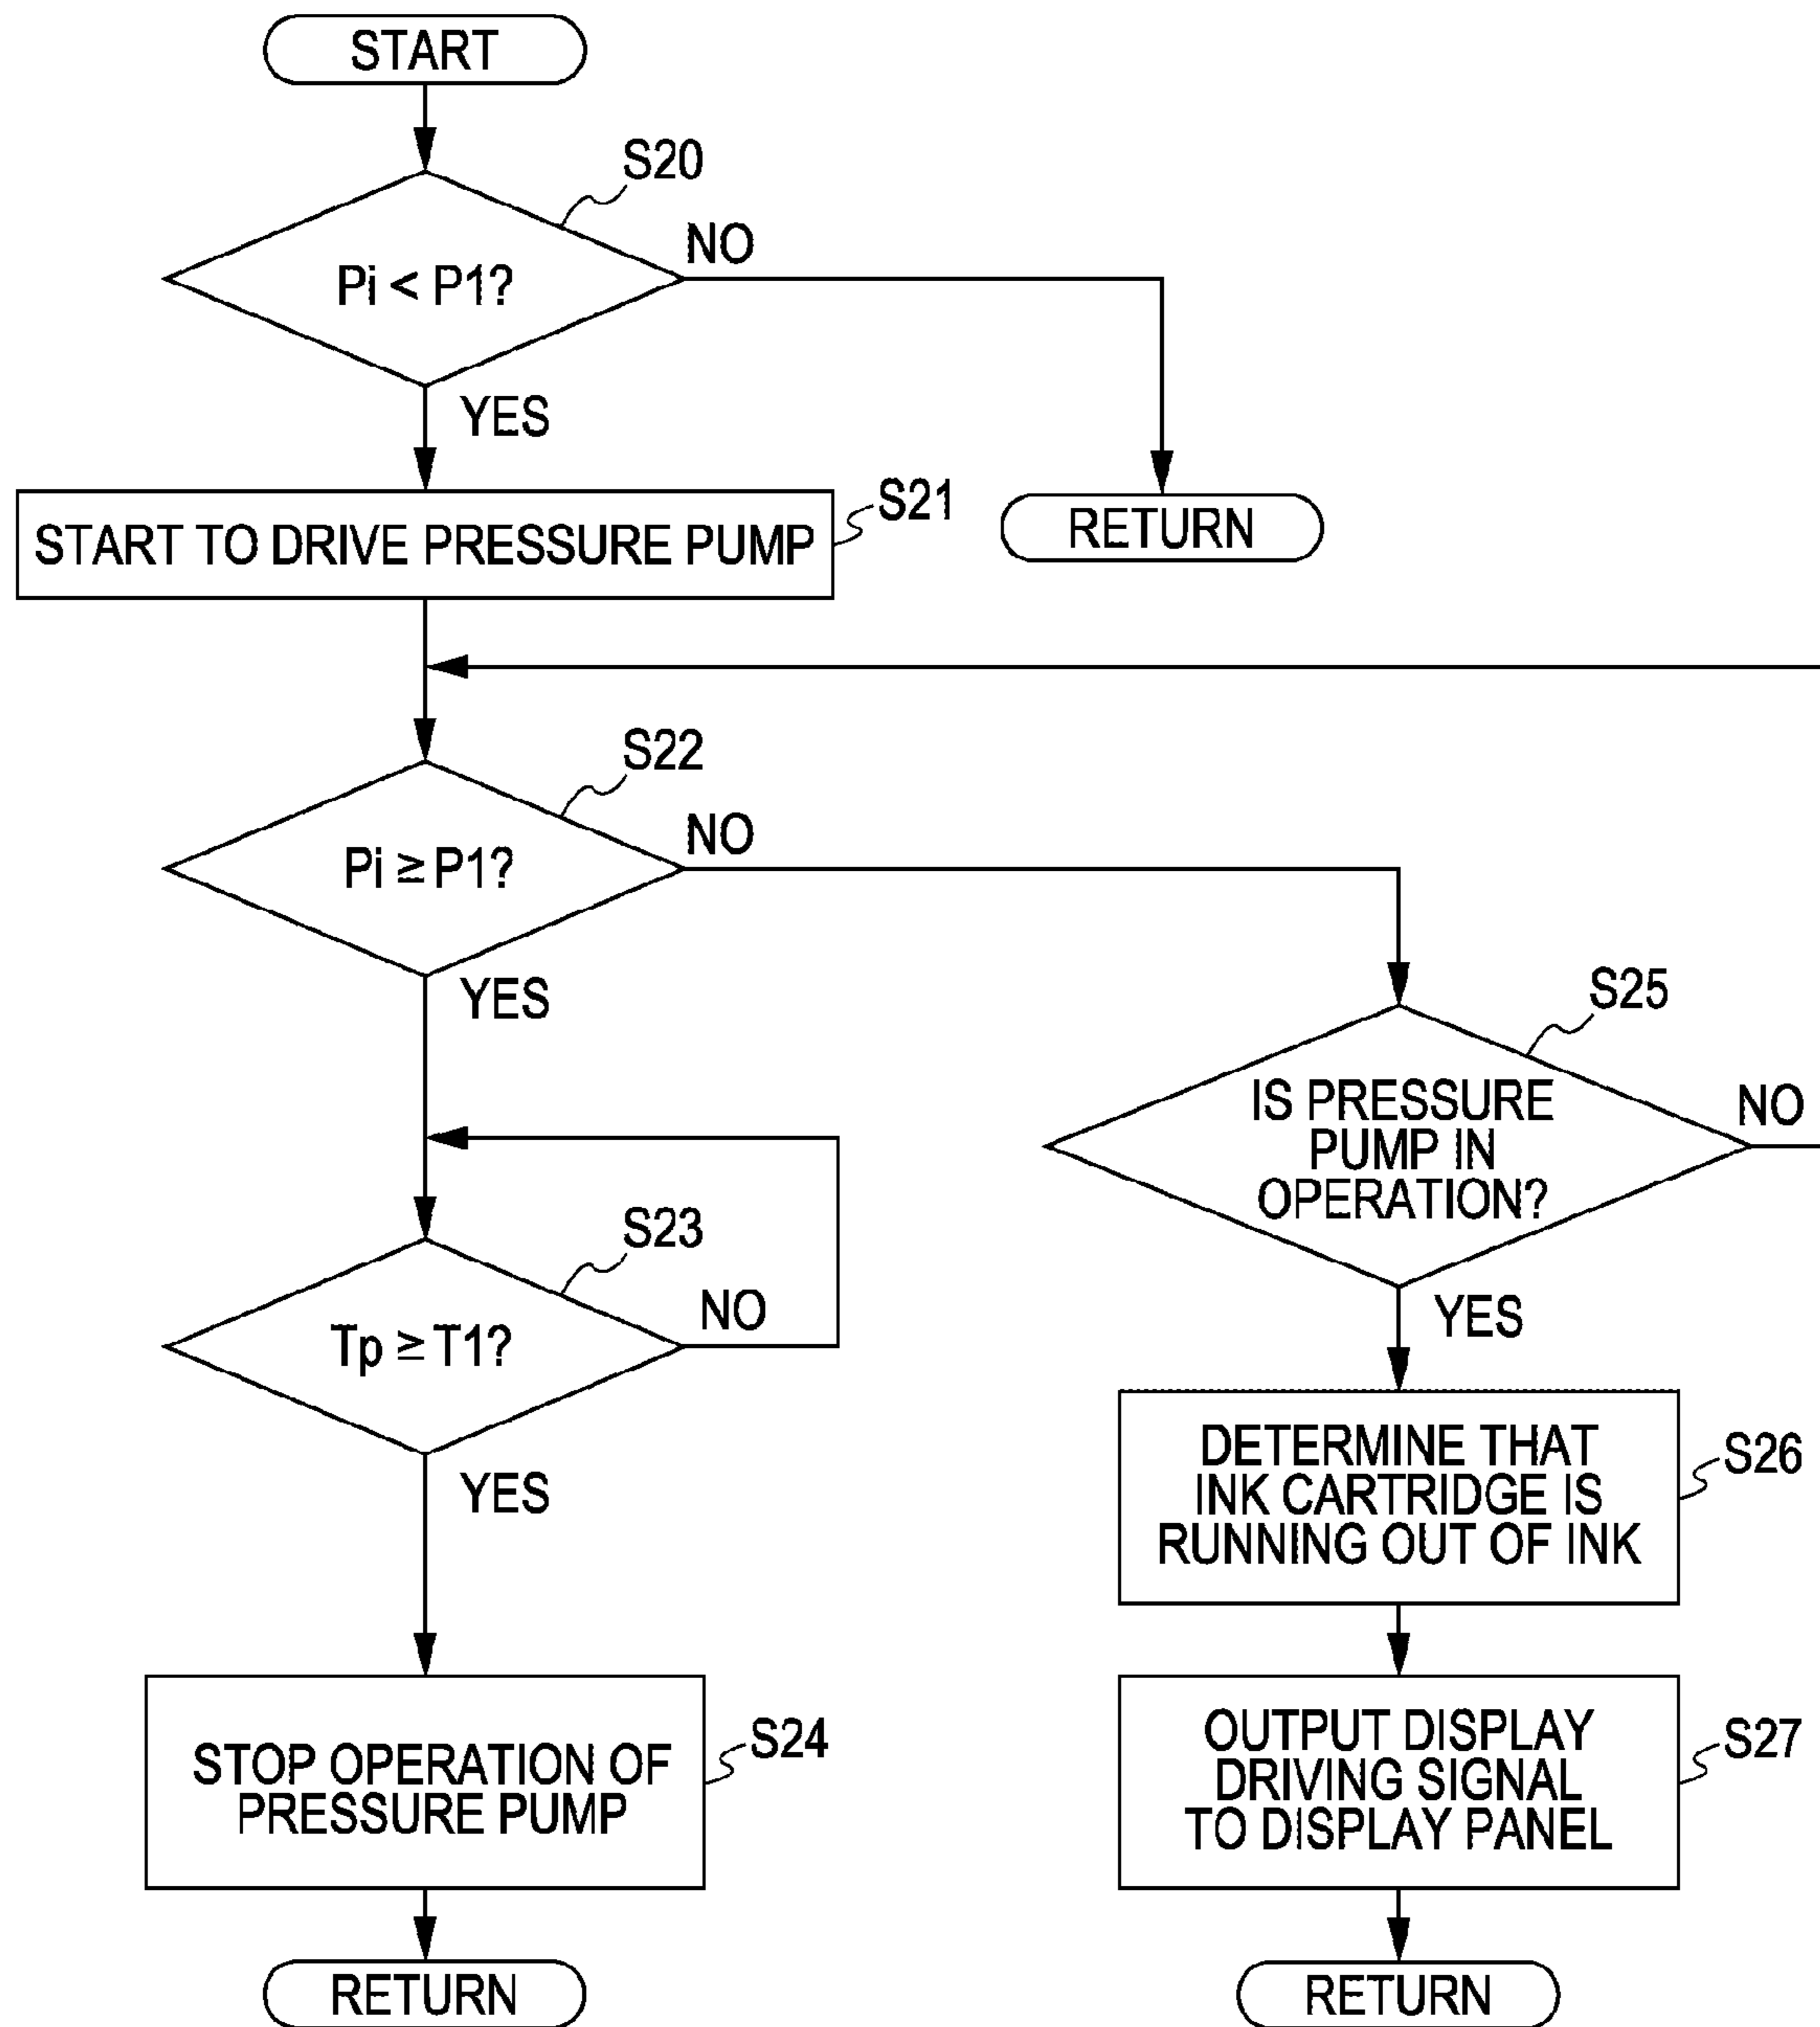 START
S20
Pi < P1?
NO
YES
START TO DRIVE PRESSURE PUMP
S21
RETURN
S22
Pi ≥ P1?
NO
YES
S25
IS PRESSURE
PUMP IN
OPERATION?
NO
YES
S23
Tp ≥ T1?
NO
YES
DETERMINE THAT
INK CARTRIDGE IS
RUNNING OUT OF INK
S26
STOP OPERATION OF
PRESSURE PUMP
S24
OUTPUT DISPLAY
DRIVING SIGNAL
TO DISPLAY PANEL
S27
RETURN
RETURN